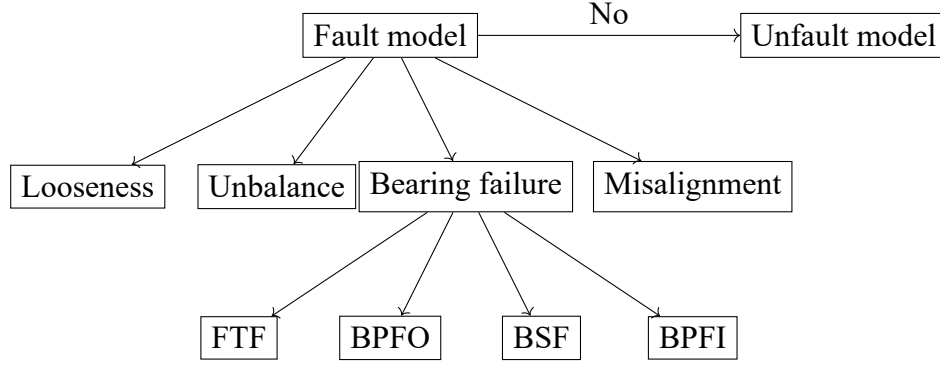 No
Fault model
Unfault model
Looseness
Unbalance
Bearing failure
Misalignment
FTF
BPFO
BSF
BPFI